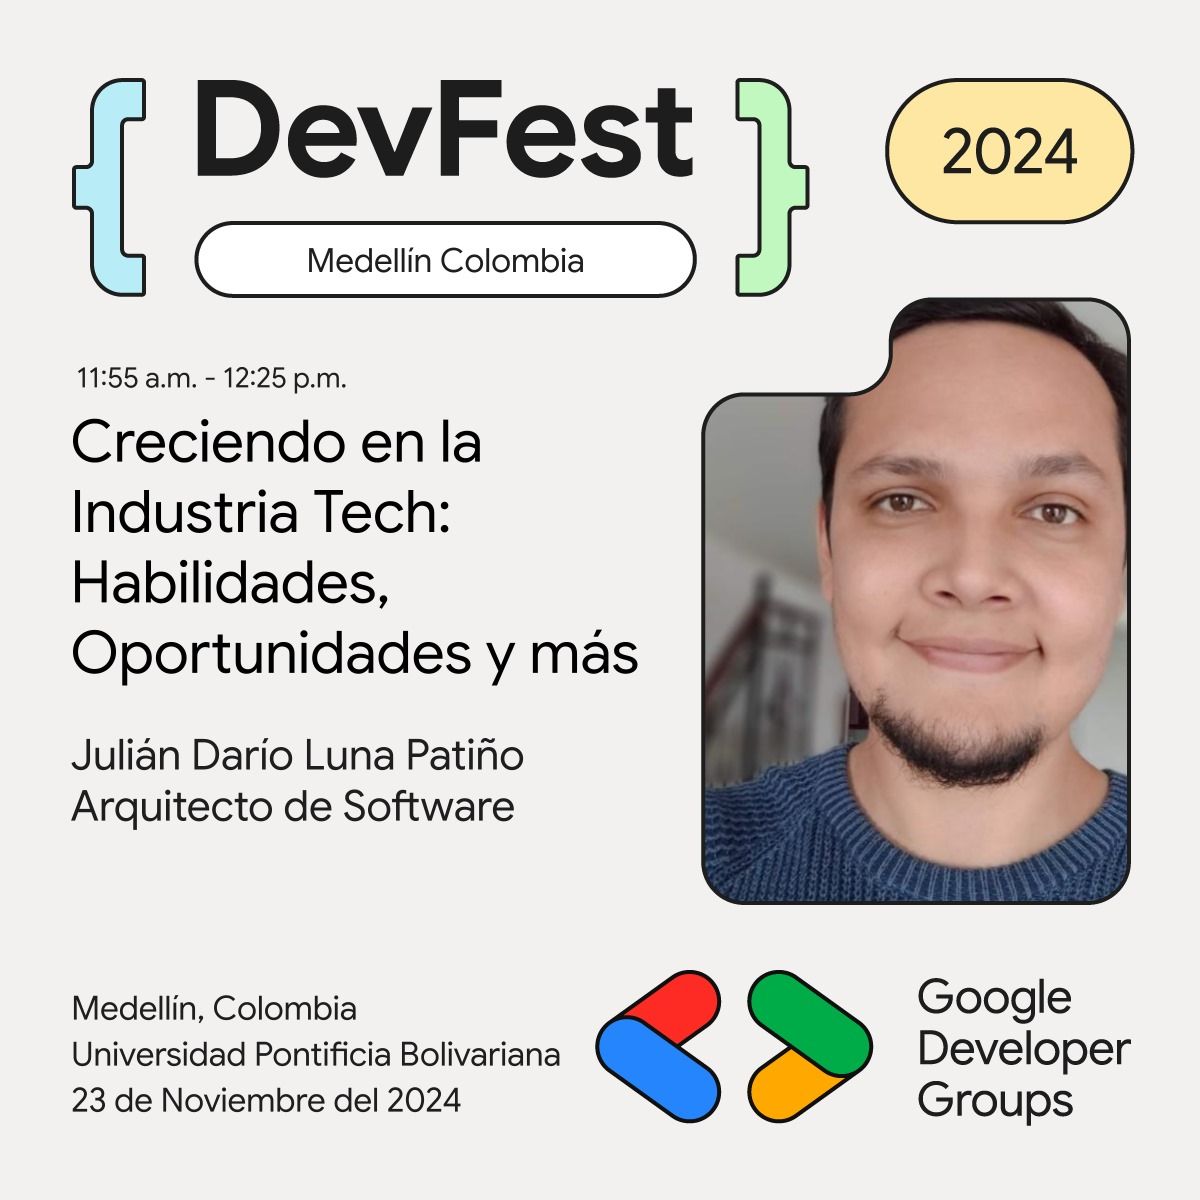 DevFest
2024
Medellín Colombia
11:55 a.m. - 12:25 p.m.
Creciendo en la
Industria Tech:
Habilidades,
Oportunidades y más
Julián Darío Luna Patiño
Arquitecto de Software
Medellín, Colombia
Universidad Pontificia Bolivariana
23 de Noviembre del 2024
Google
Developer
Groups